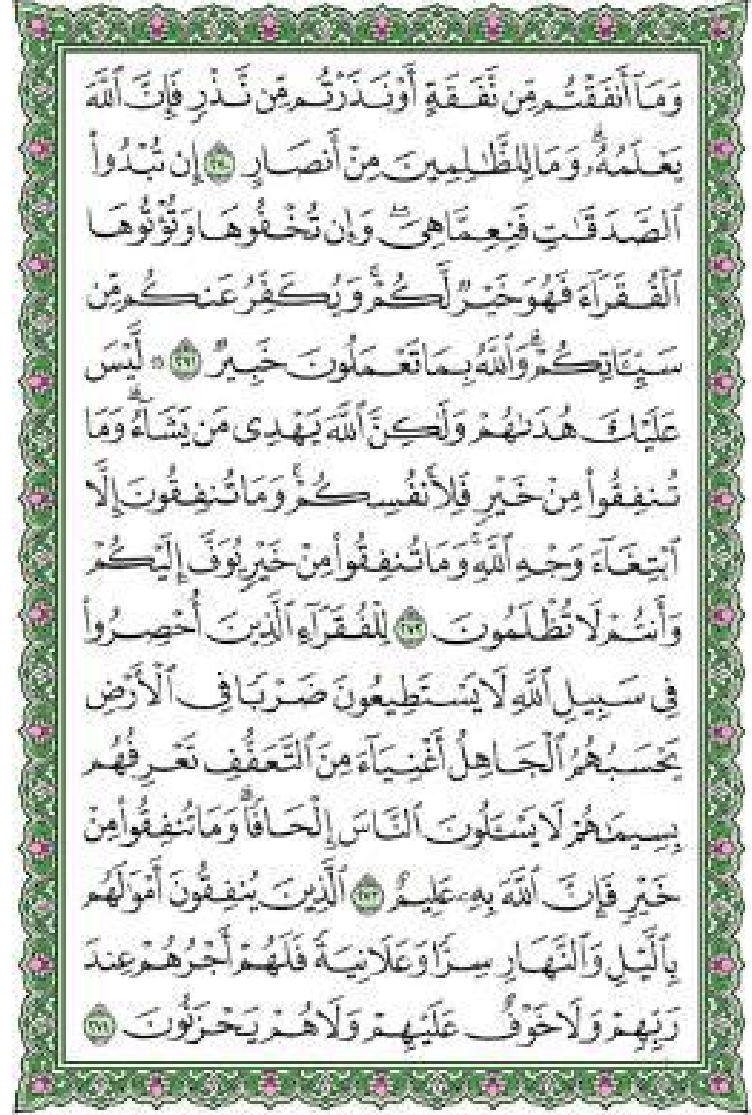 وَمَآ أَنفَقۡتُم مِّن نَّفَقَةٍ أَوۡ نَذَرۡتُم مِّن نَّذۡرٖ فَإِنَّ ٱللَّهَ
يَعۡلَمُهُۥۗ وَمَا لِلظَّٰلِمِينَ مِنۡ أَنصَارٍ ٢٧٠ إِن تُبۡدُواْ
ٱلصَّدَقَٰتِ فَنِعِمَّا هِيَۖ وَإِن تُخۡفُوهَا وَتُؤۡتُوهَا
ٱلۡفُقَرَآءَ فَهُوَ خَيۡرٞ لَّكُمۡۚ وَيُكَفِّرُ عَنكُم مِّن
سَيِّـَٔاتِكُمۡۗ وَٱللَّهُ بِمَا تَعۡمَلُونَ خَبِيرٞ ٢٧١ ۞ لَّيۡسَ
عَلَيۡكَ هُدَىٰهُمۡ وَلَٰكِنَّ ٱللَّهَ يَهۡدِي مَن يَشَآءُۗ وَمَا
تُنفِقُواْ مِنۡ خَيۡرٖ فَلِأَنفُسِكُمۡۚ وَمَا تُنفِقُونَ إِلَّا
ٱبۡتِغَآءَ وَجۡهِ ٱللَّهِۚ وَمَا تُنفِقُواْ مِنۡ خَيۡرٖ يُوَفَّ إِلَيۡكُمۡ
وَأَنتُمۡ لَا تُظۡلَمُونَ ٢٧٢ لِلۡفُقَرَآءِ ٱلَّذِينَ أُحۡصِرُواْ
فِي سَبِيلِ ٱللَّهِ لَا يَسۡتَطِيعُونَ ضَرۡبٗا فِي ٱلۡأَرۡضِ
يَحۡسَبُهُمُ ٱلۡجَاهِلُ أَغۡنِيَآءَ مِنَ ٱلتَّعَفُّفِ تَعۡرِفُهُم
بِسِيمَٰهُمۡ لَا يَسۡـَٔلُونَ ٱلنَّاسَ إِلۡحَافٗاۗ وَمَا تُنفِقُواْ مِنۡ
خَيۡرٖ فَإِنَّ ٱللَّهَ بِهِۦ عَلِيمٌ ٢٧٣ ٱلَّذِينَ يُنفِقُونَ أَمۡوَٰلَهُم
بِٱلَّيۡلِ وَٱلنَّهَارِ سِرّٗا وَعَلَانِيَةٗ فَلَهُمۡ أَجۡرُهُمۡ عِندَ
رَبِّهِمۡ وَلَا خَوۡفٌ عَلَيۡهِمۡ وَلَا هُمۡ يَحۡزَنُونَ ٢٧٤